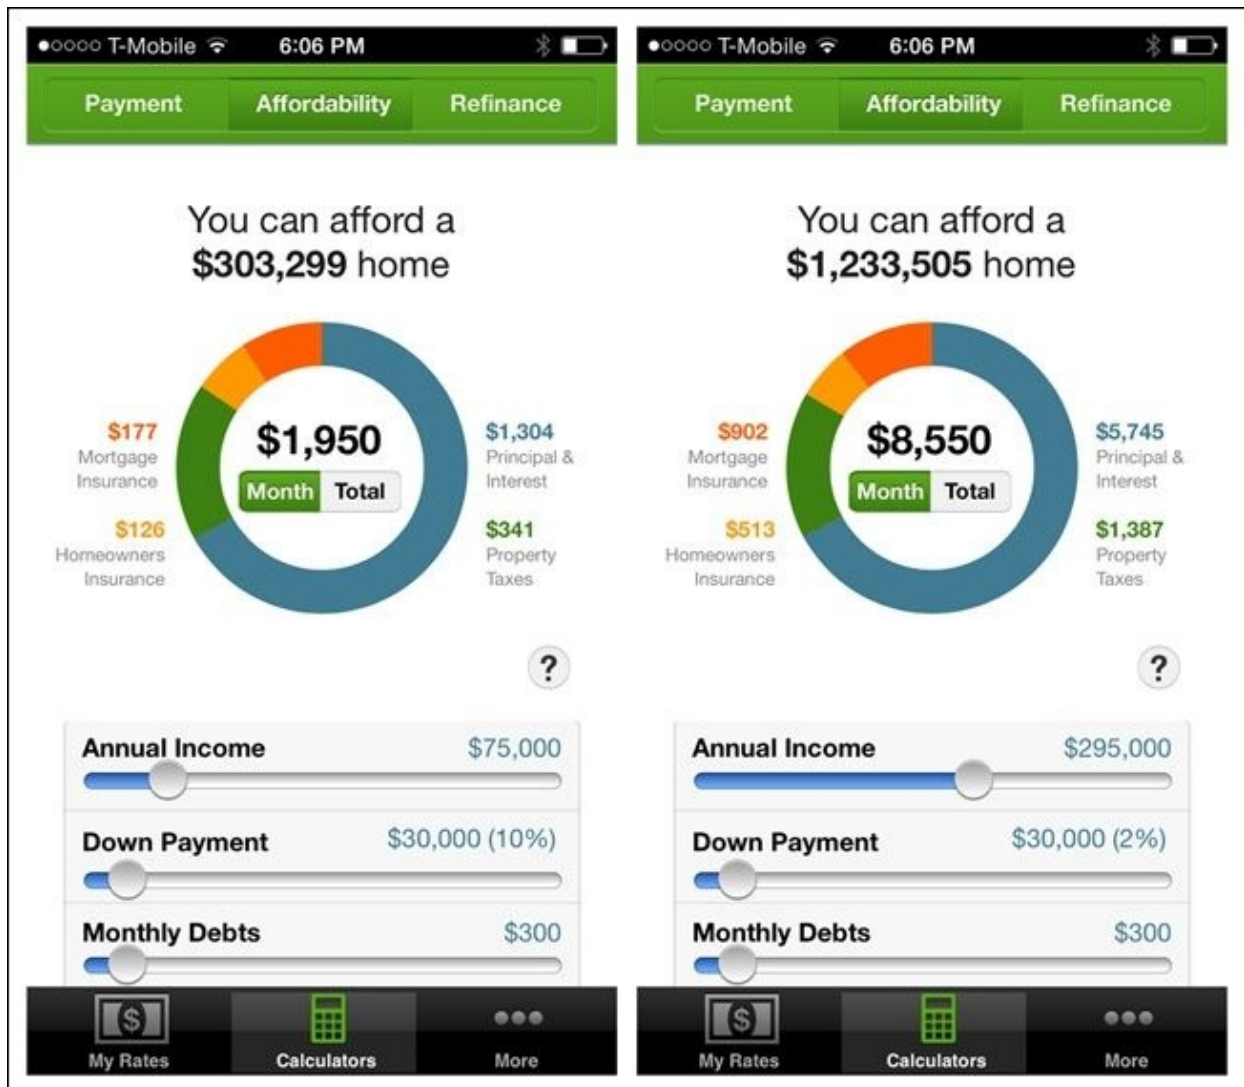 T-Mobile 6:06 PM
Payment Affordability Refinance
You can afford a
$303,299 home
$177
Mortgage
Insurance
$126
Homeowners
Insurance
$1,950
Month Total
$1,304
Principal &
Interest
$341
Property
Taxes
?
Annual Income $75,000
Down Payment $30,000 (10%)
Monthly Debts $300
$
My Rates Calculators More
T-Mobile 6:06 PM
Payment Affordability Refinance
You can afford a
$1,233,505 home
$902
Mortgage
Insurance
$513
Homeowners
Insurance
$8,550
Month Total
$5,745
Principal &
Interest
$1,387
Property
Taxes
?
Annual Income $295,000
Down Payment $30,000 (2%)
Monthly Debts $300
$
My Rates Calculators More